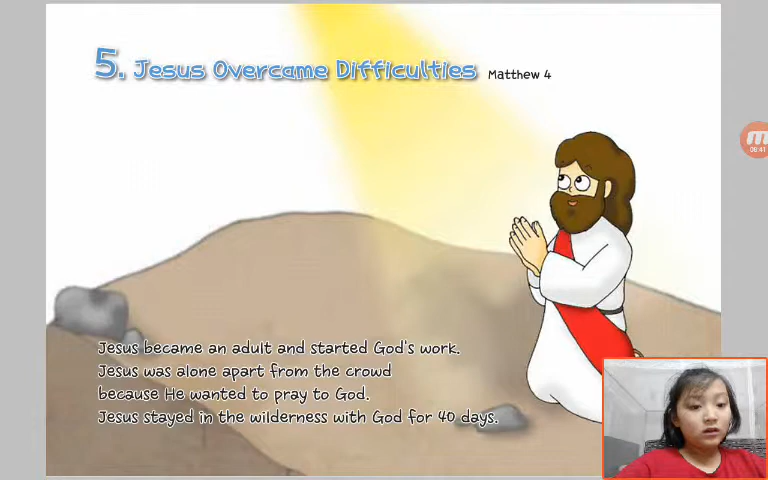 5. Jesus Overcame Difficulties Matthew 4
Jesus became an adult and started God's work.
Jesus was alone apart from the crowd
because He wanted to pray to God.
Jesus stayed in the wilderness with God for 40 days.
06:41